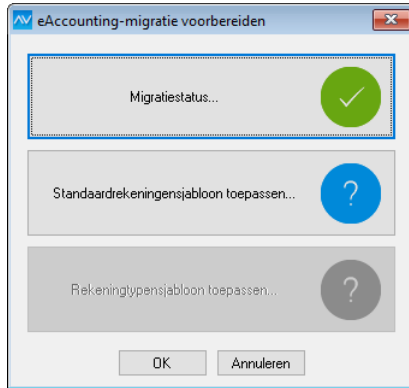 eAccounting-migratie voorbereiden
Migratiestatus...
Standaardrekeningensjabloon toepassen...
Rekeningtypensjabloon toepassen...
OK Annuleren